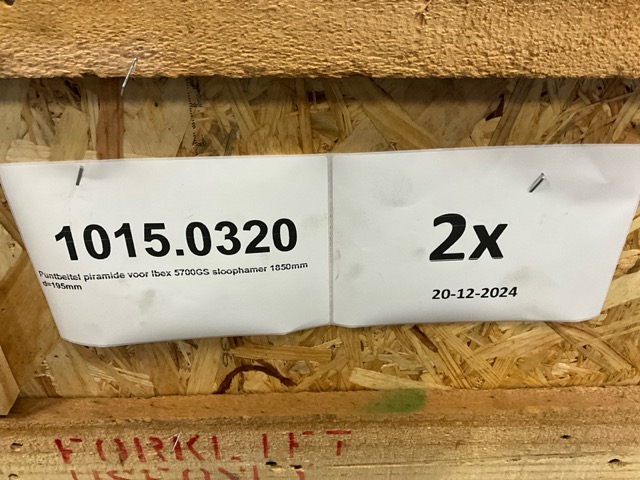 1015.0320
Puntbeitel piramide voor Ibex 5700GS sloophamer 1850mm
d=195mm
2x
20-12-2024
FORKLIFT